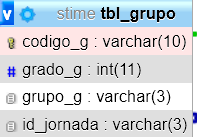 v stime tbl_grupo
codigo_g : varchar(10)
# grado_g : int(11)
grupo_g : varchar(3)
id_jornada : varchar(3)